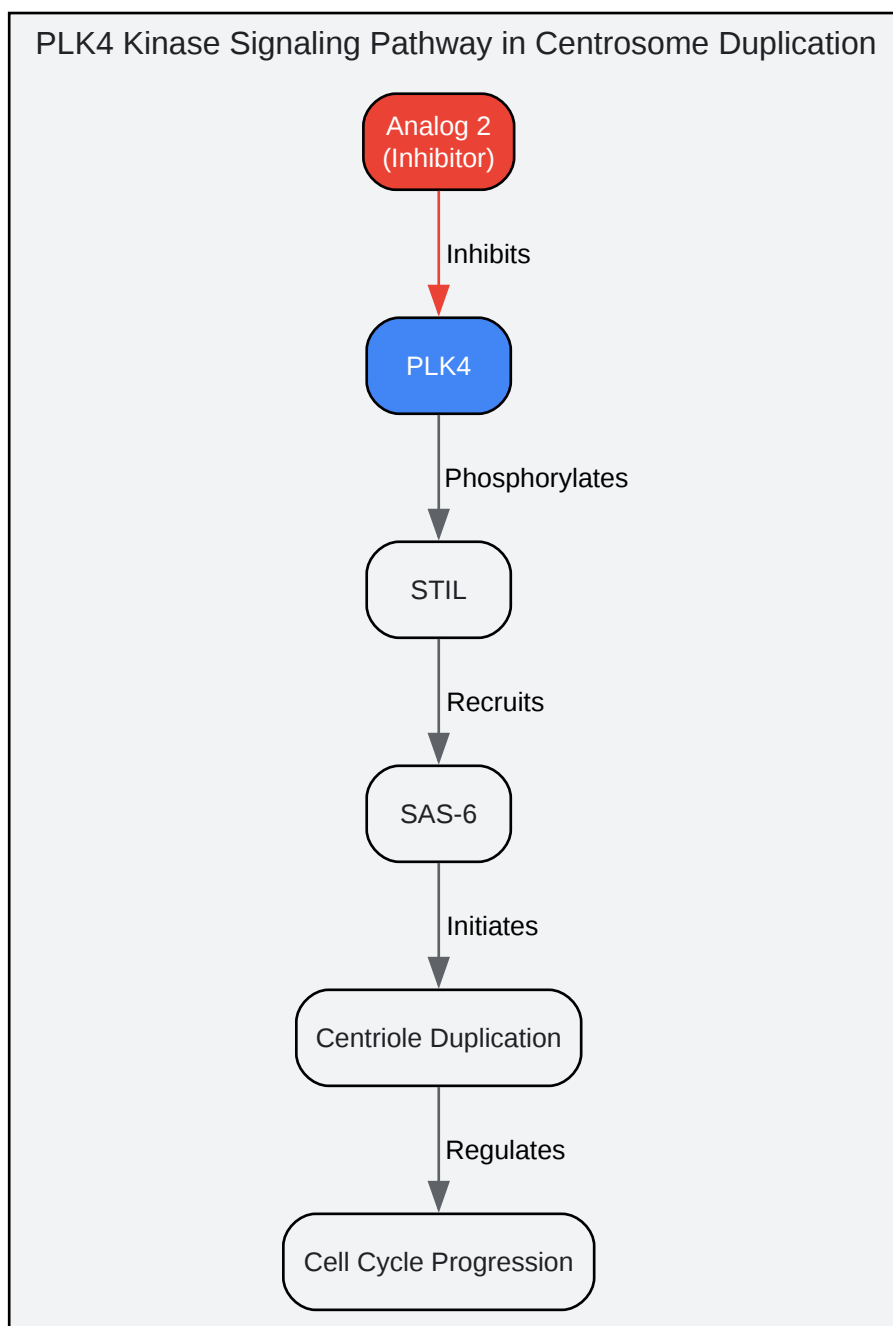 PLK4 Kinase Signaling Pathway in Centrosome Duplication
Analog 2
(Inhibitor)
Inhibits
PLK4
Phosphorylates
STIL
Recruits
SAS-6
Initiates
Centriole Duplication
Regulates
Cell Cycle Progression